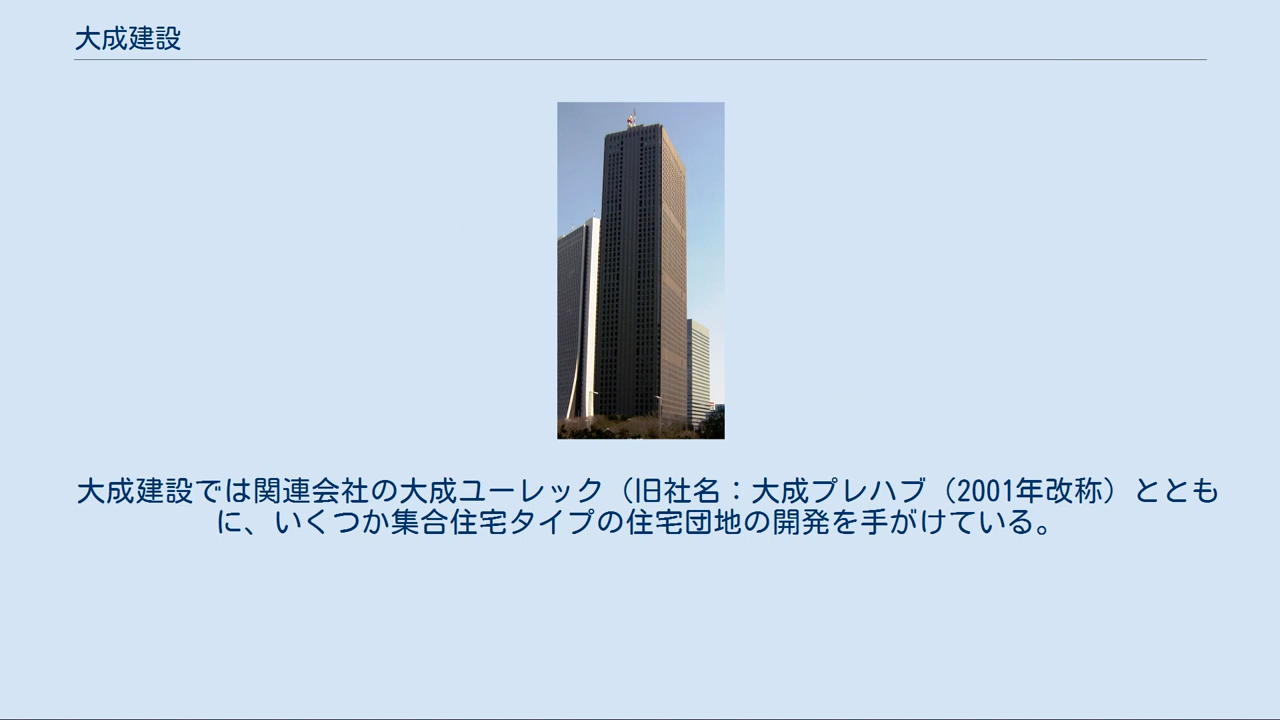 大成建設
大成建設では関連会社の大成ユーレック（旧社名：大成プレハブ（2001年改称）ととも
に、いくつか集合住宅タイプの住宅団地の開発を手がけている。